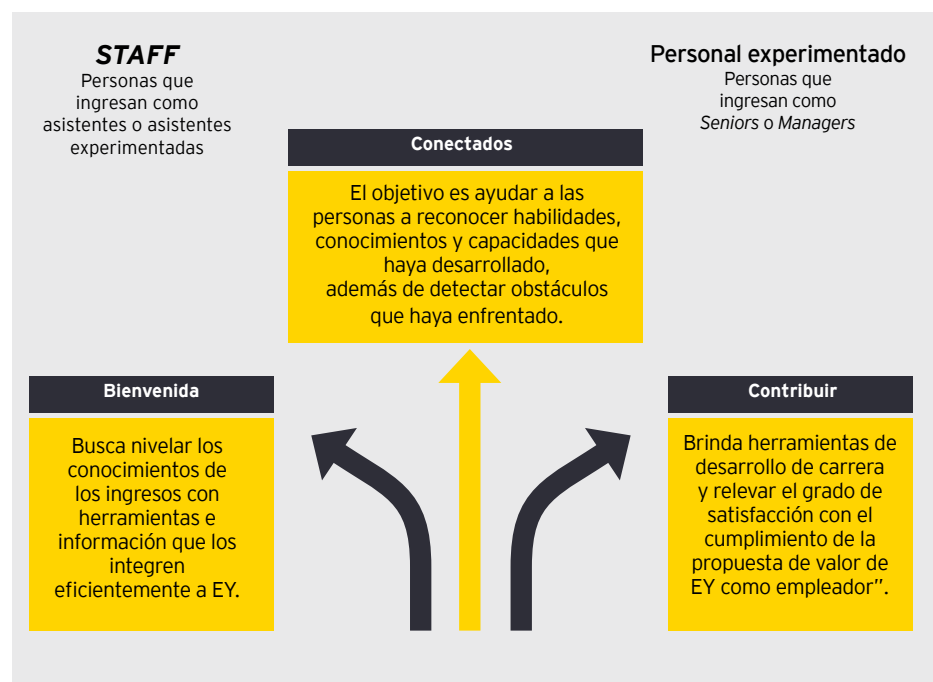 STAFF
Personas que
ingresan como
asistentes o asistentes
experimentadas
Personal experimentado
Personas que
ingresan como
Seniors o Managers
Conectados
El objetivo es ayudar a las
personas a reconocer habilidades,
conocimientos y capacidades que
haya desarrollado,
además de detectar obstáculos
que haya enfrentado.
Bienvenida
Busca nivelar los
conocimientos de
los ingresos con
herramientas e
información que los
integren
eficientemente a EY.
Contribuir
Brinda herramientas de
desarrollo de carrera
y relevar el grado de
satisfacción con el
cumplimiento de la
propuesta de valor de
EY como empleador”.